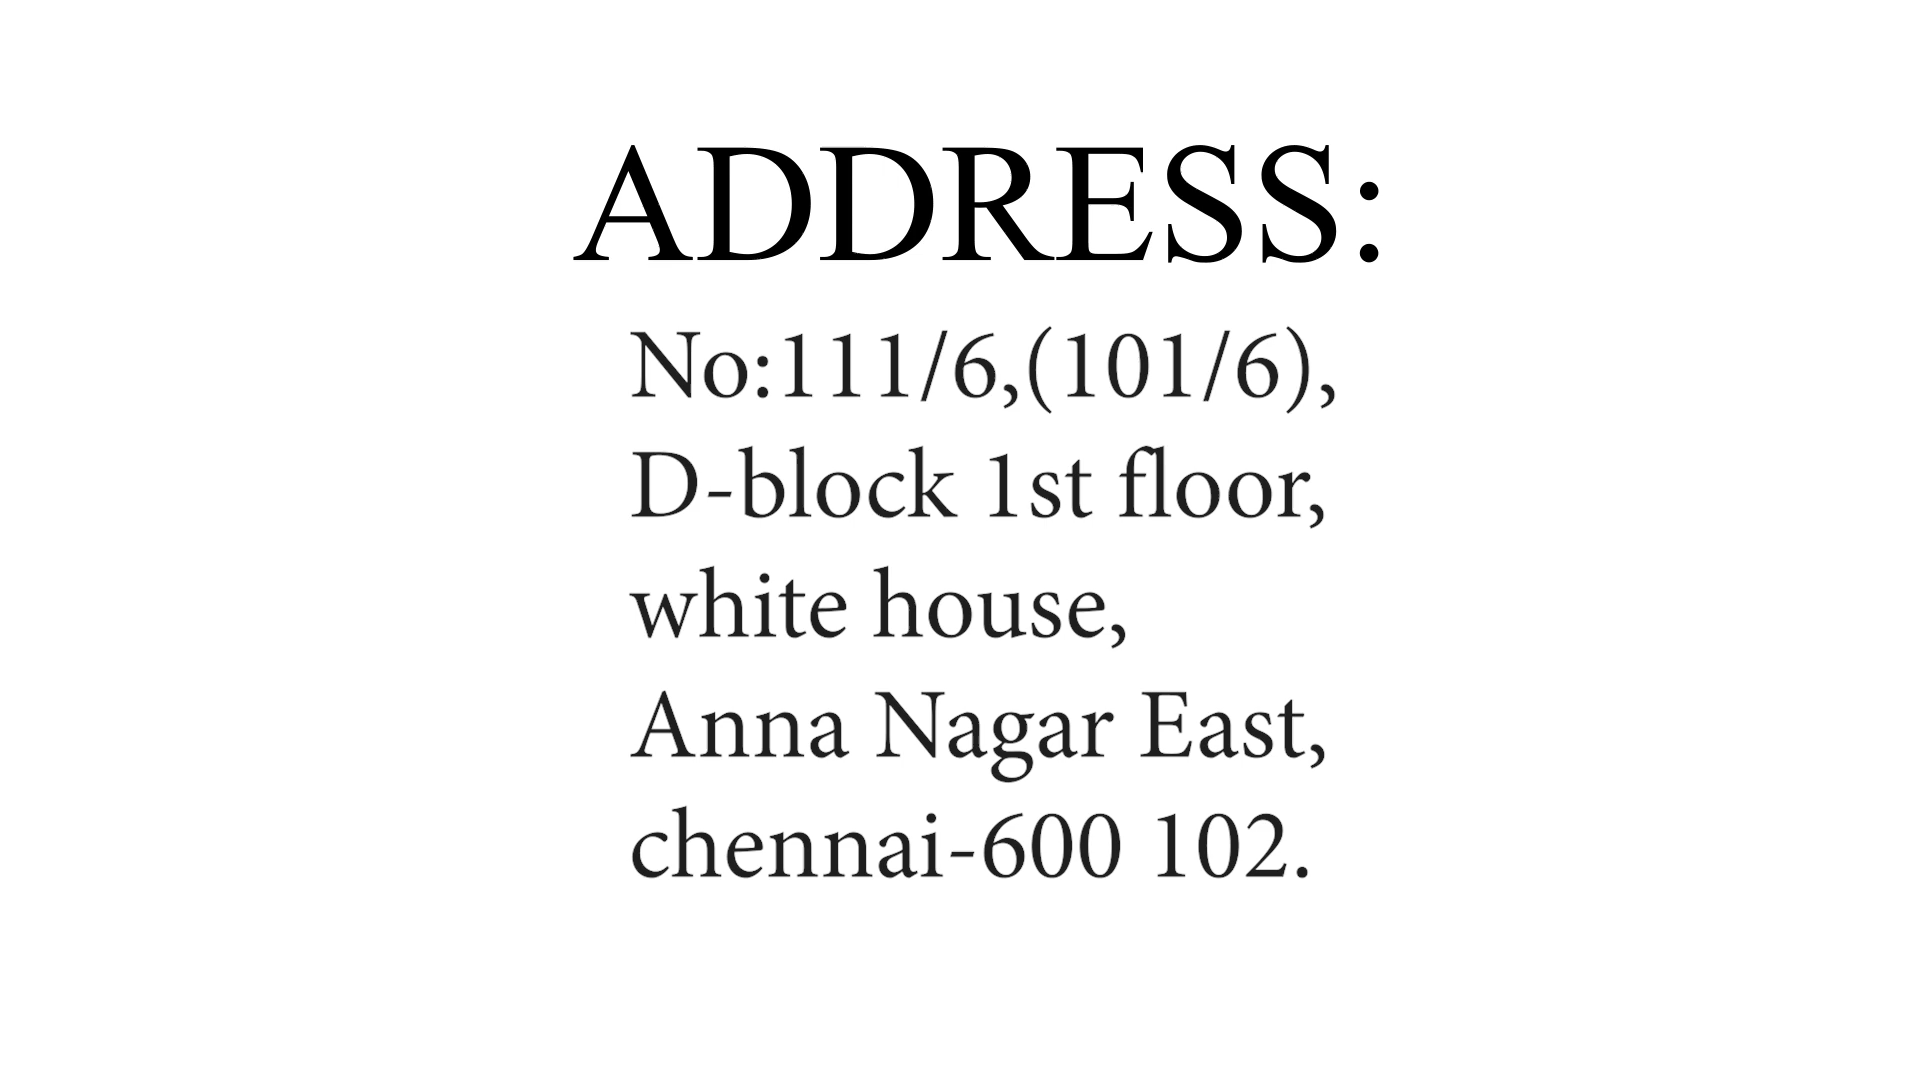 ADDRESS:
No:111/6,(101/6),
D-block 1st floor,
white house,
Anna Nagar East,
chennai-600 102.